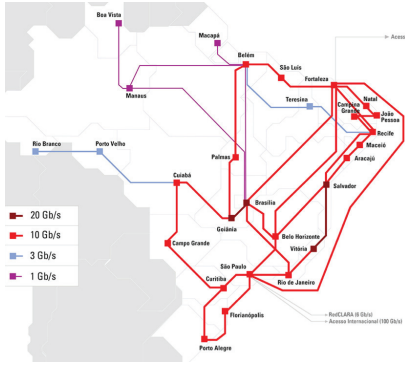 Boa Vista
Macapá
Belém
São Luís
Fortaleza
Manaus
Teresina
Natal
Campina
Grande
João
Pessoa
Recife
Rio Branco
Porto Velho
Maceió
Palmas
Aracajú
Cuiabá
Salvador
Brasília
Goiânia
20 Gb/s
10 Gb/s
3 Gb/s
1 Gb/s
Belo Horizonte
Campo Grande
Vitória
São Paulo
Curitiba
Rio de Janeiro
Florianópolis
RedCLARA (6 Gb/s)
Acesso Internacional (100 Gb/s)
Porto Alegre